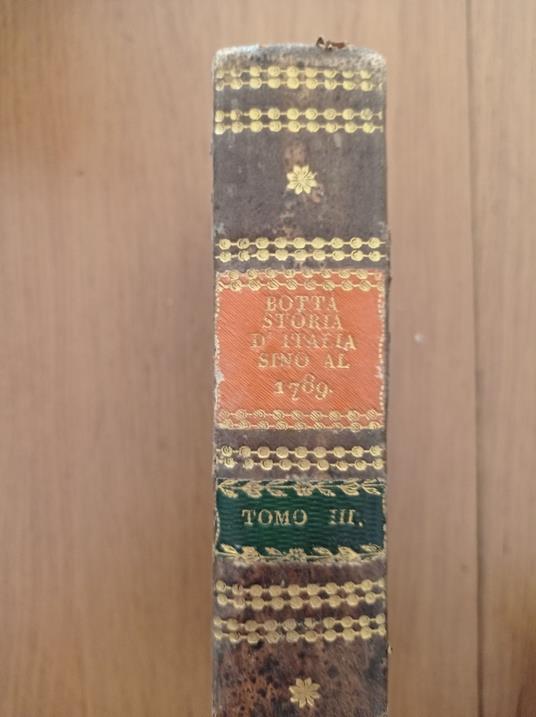 BOTTA
STORIA
D' ITALIA
SINO AL
1789.
TOMO III.